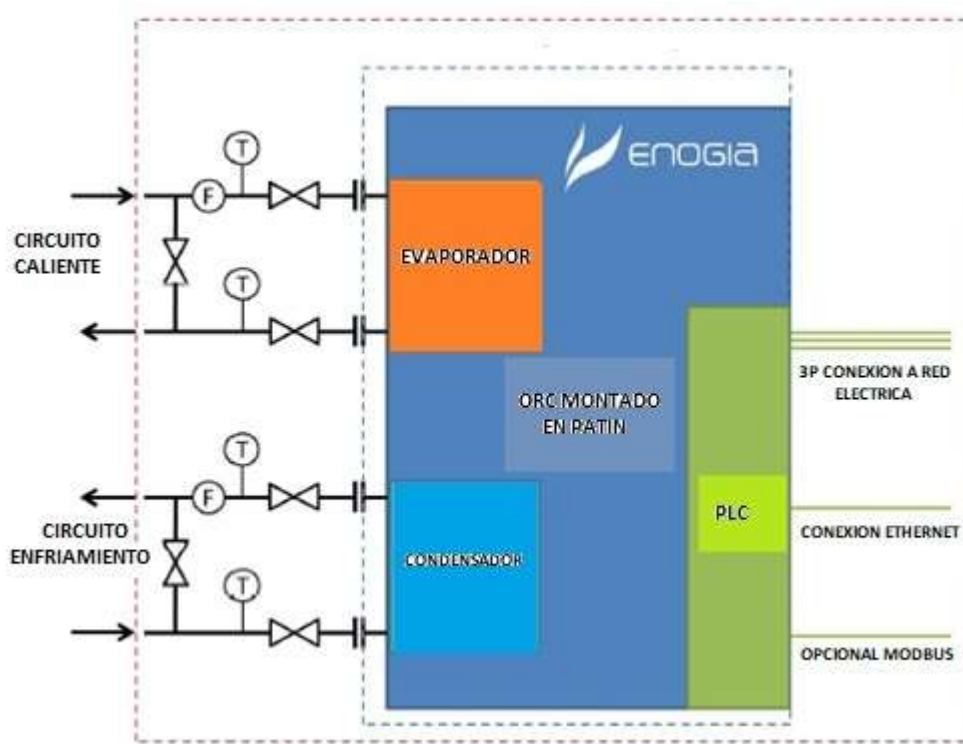 ENOGIA
T
F
CIRCUITO
CALIENTE
EVAPORADOR
T
3P CONEXION A RED
ELECTRICA
ORC MONTADO
EN PATIN
T
F
CIRCUITO
ENFRIAMIENTO
PLC
CONEXION ETHERNET
CONDENSADOR
T
OPCIONAL MODBUS